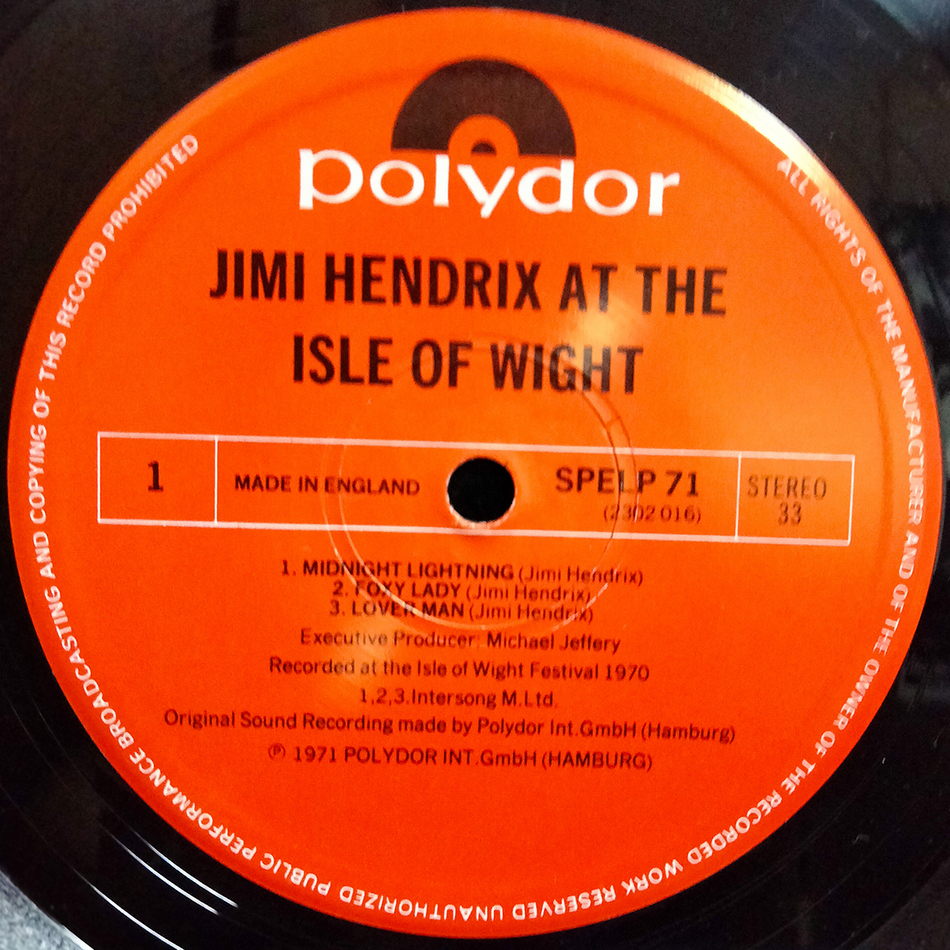 polydor
JIMI HENDRIX AT THE
ISLE OF WIGHT
1
MADE IN ENGLAND
SPELP 71
(2302 016)
STEREO
33
1. MIDNIGHT LIGHTNING (Jimi Hendrix)
2. FOXY LADY (Jimi Hendrix)
3. LOVER MAN (Jimi Hendrix)
Executive Producer: Michael Jeffery
Recorded at the Isle of Wight Festival 1970
1,2,3.Intersong M.Ltd.
Original Sound Recording made by Polydor Int.GmbH (Hamburg)
℗ 1971 POLYDOR INT.GmbH (HAMBURG)
ALL RIGHTS OF THE MANUFACTURER AND OF THE OWNER OF THE RECORDED WORK RESERVED UNAUTHORIZED PUBLIC PERFORMANCE BROADCASTING AND COPYING OF THIS RECORD PROHIBITED